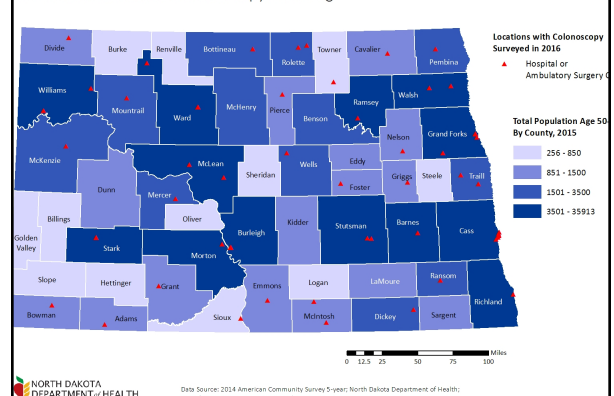 Locations with Colonoscopy
Surveyed in 2016
Hospital or
Ambulatory Surgery
Total Population Age 50-
By County, 2015
256 - 850
851 - 1500
1501 - 3500
3501 - 35913
Divide
Burke
Renville
Bottineau
Rolette
Towner
Cavalier
Pembina
Williams
Mountrail
Ward
McHenry
Pierce
Benson
Ramsey
Walsh
Nelson
Grand Forks
McKenzie
Dunn
Mercer
McLean
Sheridan
Wells
Eddy
Foster
Griggs
Steele
Traill
Golden
Valley
Billings
Stark
Oliver
Morton
Burleigh
Kidder
Stutsman
Barnes
Cass
Slope
Hettinger
Grant
Emmons
Logan
LaMoure
Ransom
Richland
Bowman
Adams
Sioux
McIntosh
Dickey
Sargent
0 12.5 25 50 75 100 Miles
NORTH DAKOTA
DEPARTMENT of HEALTH
Data Source: 2014 American Community Survey 5-year; North Dakota Department of Health;